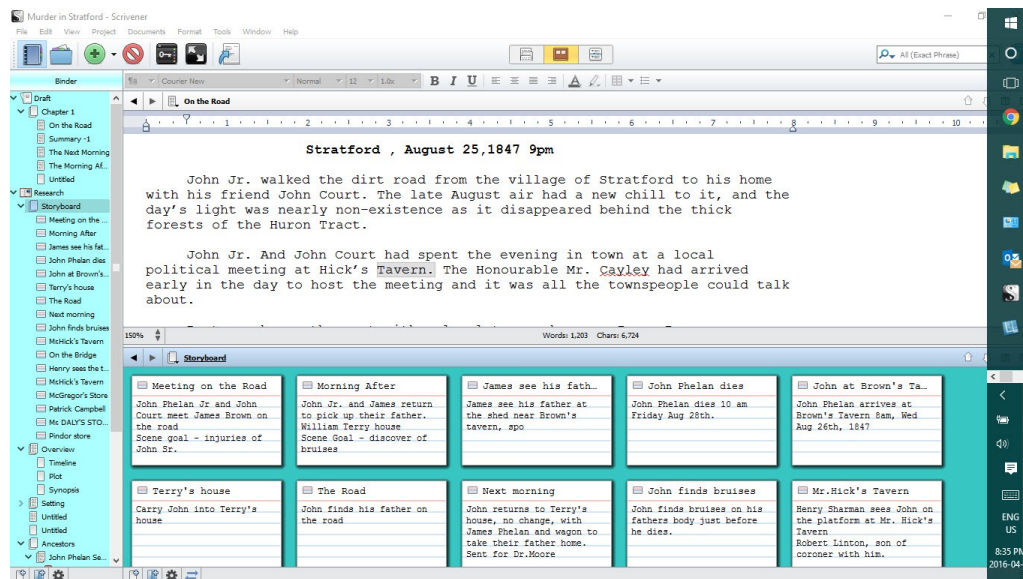 Murder in Stratford - Scrivener
File Edit View Project Documents Format Tools Window Help
All (Exact Phrase)
Binder
Courier New Normal 12 1.0x B I U A
Draft
Chapter 1
On the Road
Summary -1
The Next Morning
The Morning Af...
Untitled
Research
Storyboard
Meeting on the ...
Morning After
James see his fat...
John Phelan dies
John at Brown's...
Terry's house
The Road
Next morning
John finds bruises
McHick's Tavern
On the Bridge
Henry sees the t...
McHick's Tavern
McGregor's Store
Patrick Campbell
Mc DALY'S STO...
Pindor store
Overview
Timeline
Plot
Synopsis
Setting
Untitled
Untitled
Ancestors
John Phelan Se...
On the Road
1 2 3 4 5 6 7 8 9 10
Stratford , August 25,1847 9pm
John Jr. walked the dirt road from the village of Stratford to his home
with his friend John Court. The late August air had a new chill to it, and the
day's light was nearly non-existence as it disappeared behind the thick
forests of the Huron Tract.
John Jr. And John Court had spent the evening in town at a local
political meeting at Hick's Tavern. The Honourable Mr. Cayley had arrived
early in the day to host the meeting and it was all the townspeople could talk
about.
150% Words: 1,203 Chars: 6,724
Storyboard
Meeting on the Road
John Phelan Jr and John
Court meet James Brown on
the road
Scene goal - injuries of
John Sr.
Morning After
John Jr. and James return
to pick up their father.
William Terry house
Scene Goal - discover of
bruises
James see his fath…
James see his father at
the shed near Brown's
tavern, spo
John Phelan dies
John Phelan dies 10 am
Friday Aug 28th.
John at Brown's Ta…
John Phelan arrives at
Brown's Tavern 8am, Wed
Aug 26th, 1847
Terry's house
Carry John into Terry's
house
The Road
John finds his father on
the road
Next morning
John returns to Terry's
house, no change, with
James Phelan and wagon to
take their father home.
Sent for Dr.Moore
John finds bruises
John finds bruises on his
fathers body just before
he dies.
Mr.Hick's Tavern
Henry Sharman sees John on
the platform at Mr. Hick's
Tavern
Robert Linton, son of
coroner with him.
ENG
US
8:35 PM
2016-04-